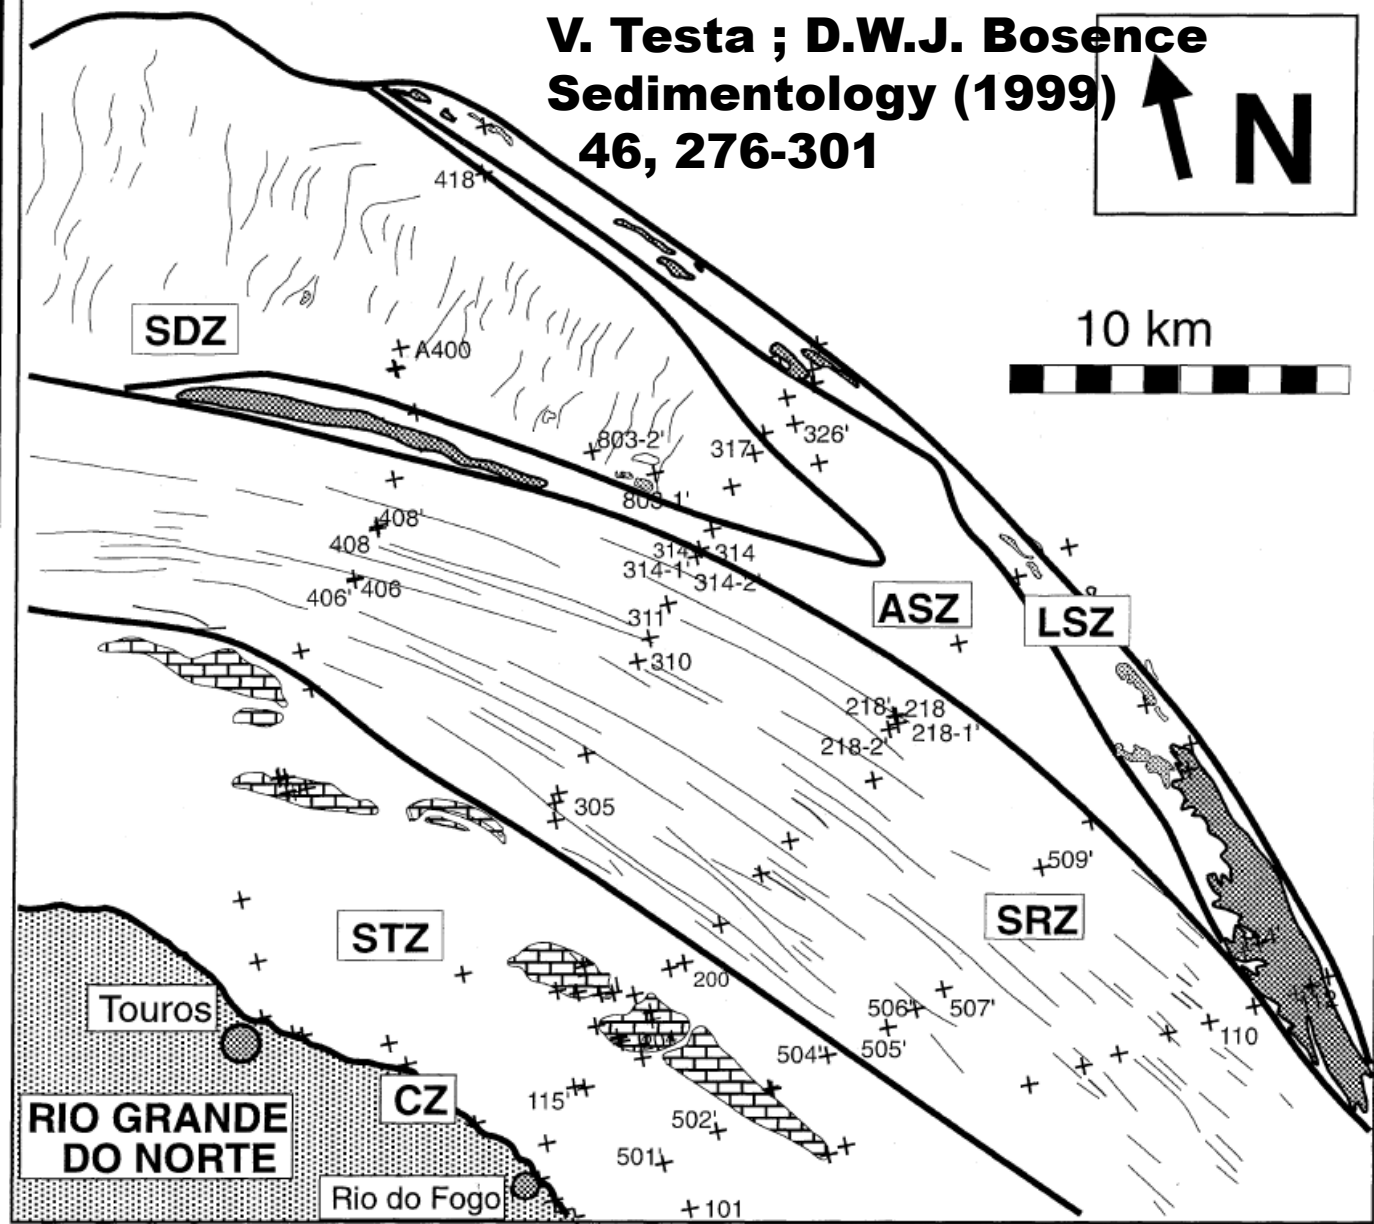 V. Testa ; D.W.J. Bosence
Sedimentology (1999)
46, 276-301
N
418
10 km
SDZ
A400
803-2'
317
326'
803-1'
408'
408
314'
314
314-1'
314-2'
406'
406
311
310
ASZ
LSZ
218'
218
218-1'
218-2'
305
509'
SRZ
STZ
200
506'
507'
505'
504'
110
Touros
CZ
115'
502'
501'
RIO GRANDE
DO NORTE
Rio do Fogo
101